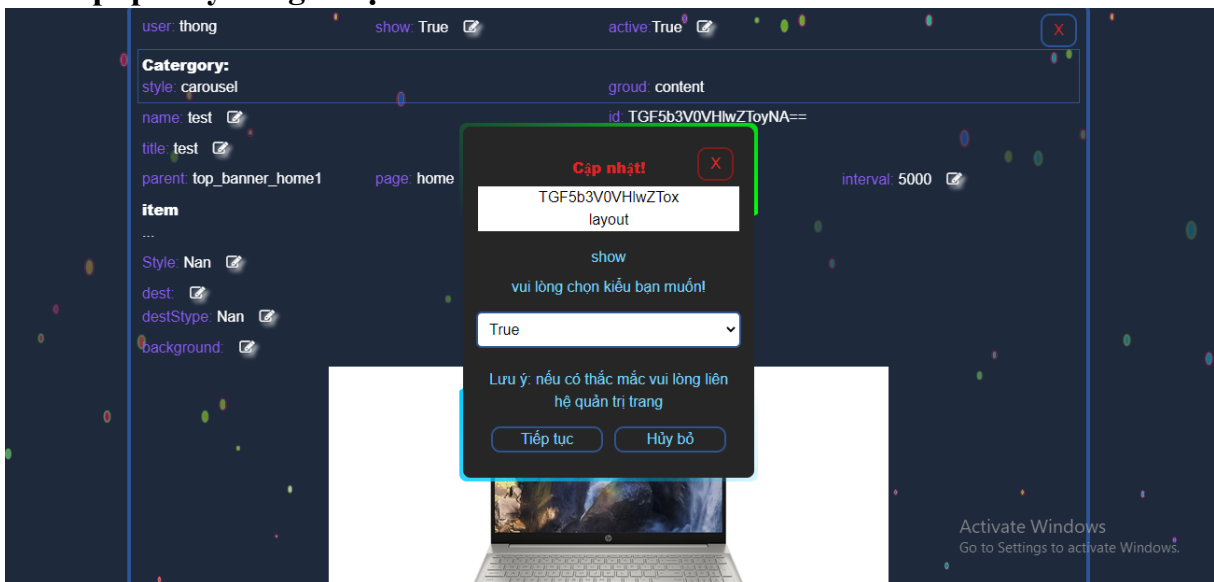 user: thong show: True active:True X
Catergory:
style: carousel groud: content
name: test id: TGF5b3V0VHlwZToyNA==
title: test
parent: top_banner_home1 page: home interval: 5000
item
...
Style: Nan
dest:
destStype: Nan
background:
Cập nhật! X
TGF5b3V0VHlwZTox
layout
show
vui lòng chọn kiểu bạn muốn!
True
Lưu ý: nếu có thắc mắc vui lòng liên
hệ quản trị trang
Tiếp tục Hủy bỏ
Activate Windows
Go to Settings to activate Windows.